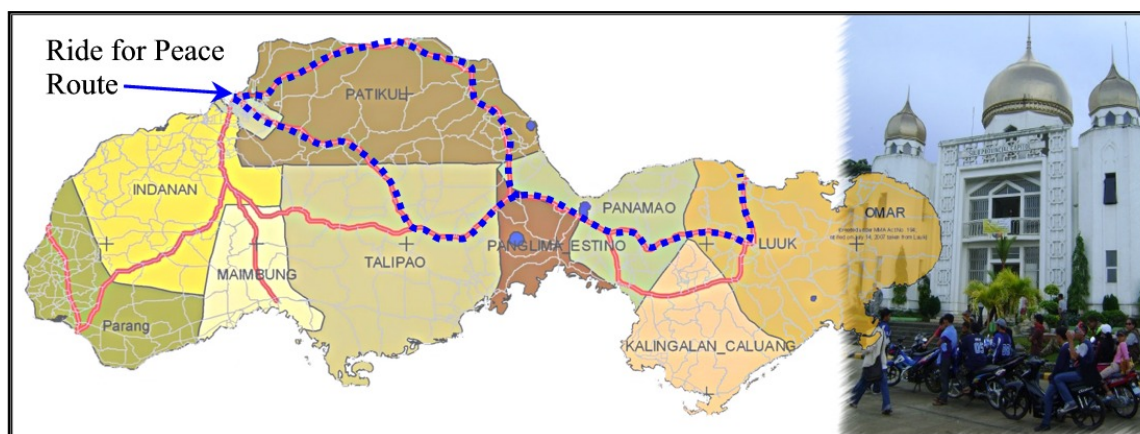 Ride for Peace
Route
PATIKUL
INDANAN
PANAMAO
OMAR
LUUK
PANGLIMA_ESTINO
TALIPAO
MAIMBUNG
Parang
KALINGALAN_CALUANG